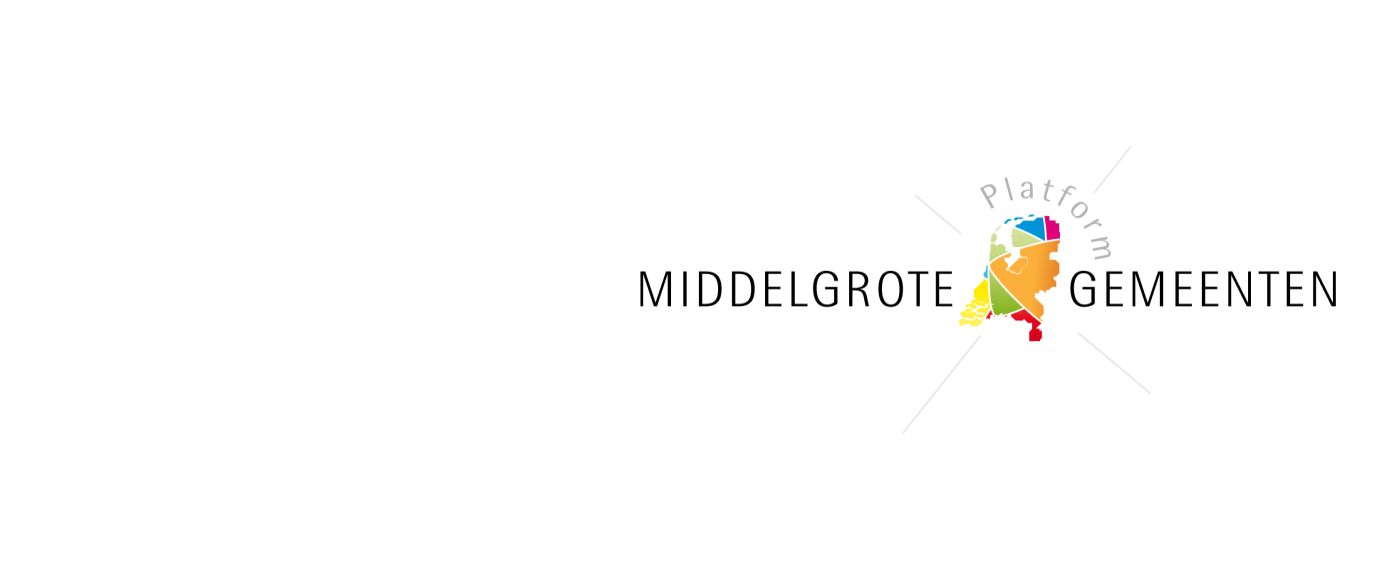 Platform
MIDDELGROTE GEMEENTEN